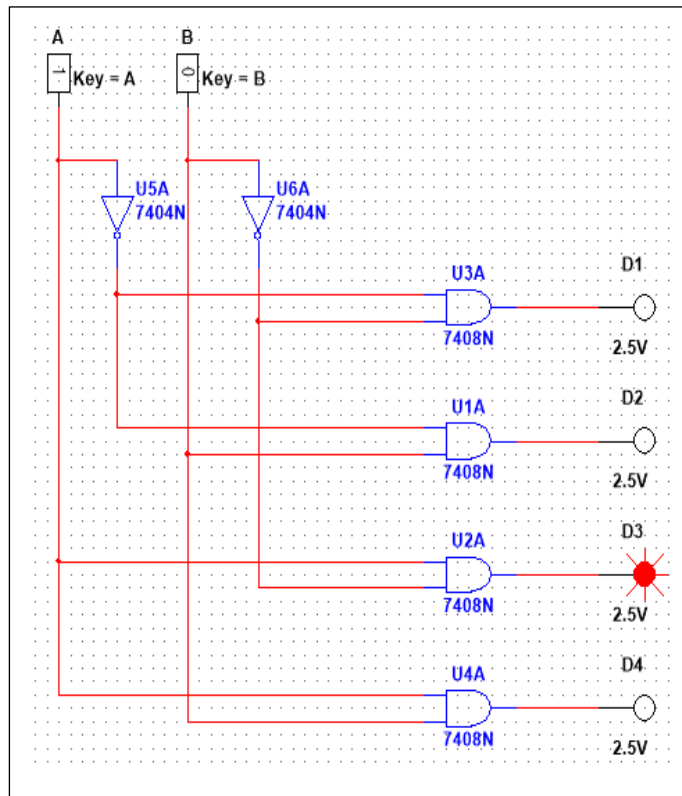 A
B
1
Key = A
0
Key = B
U5A
7404N
U6A
7404N
U3A
7408N
D1
2.5V
U1A
7408N
D2
2.5V
U2A
7408N
D3
2.5V
U4A
7408N
D4
2.5V